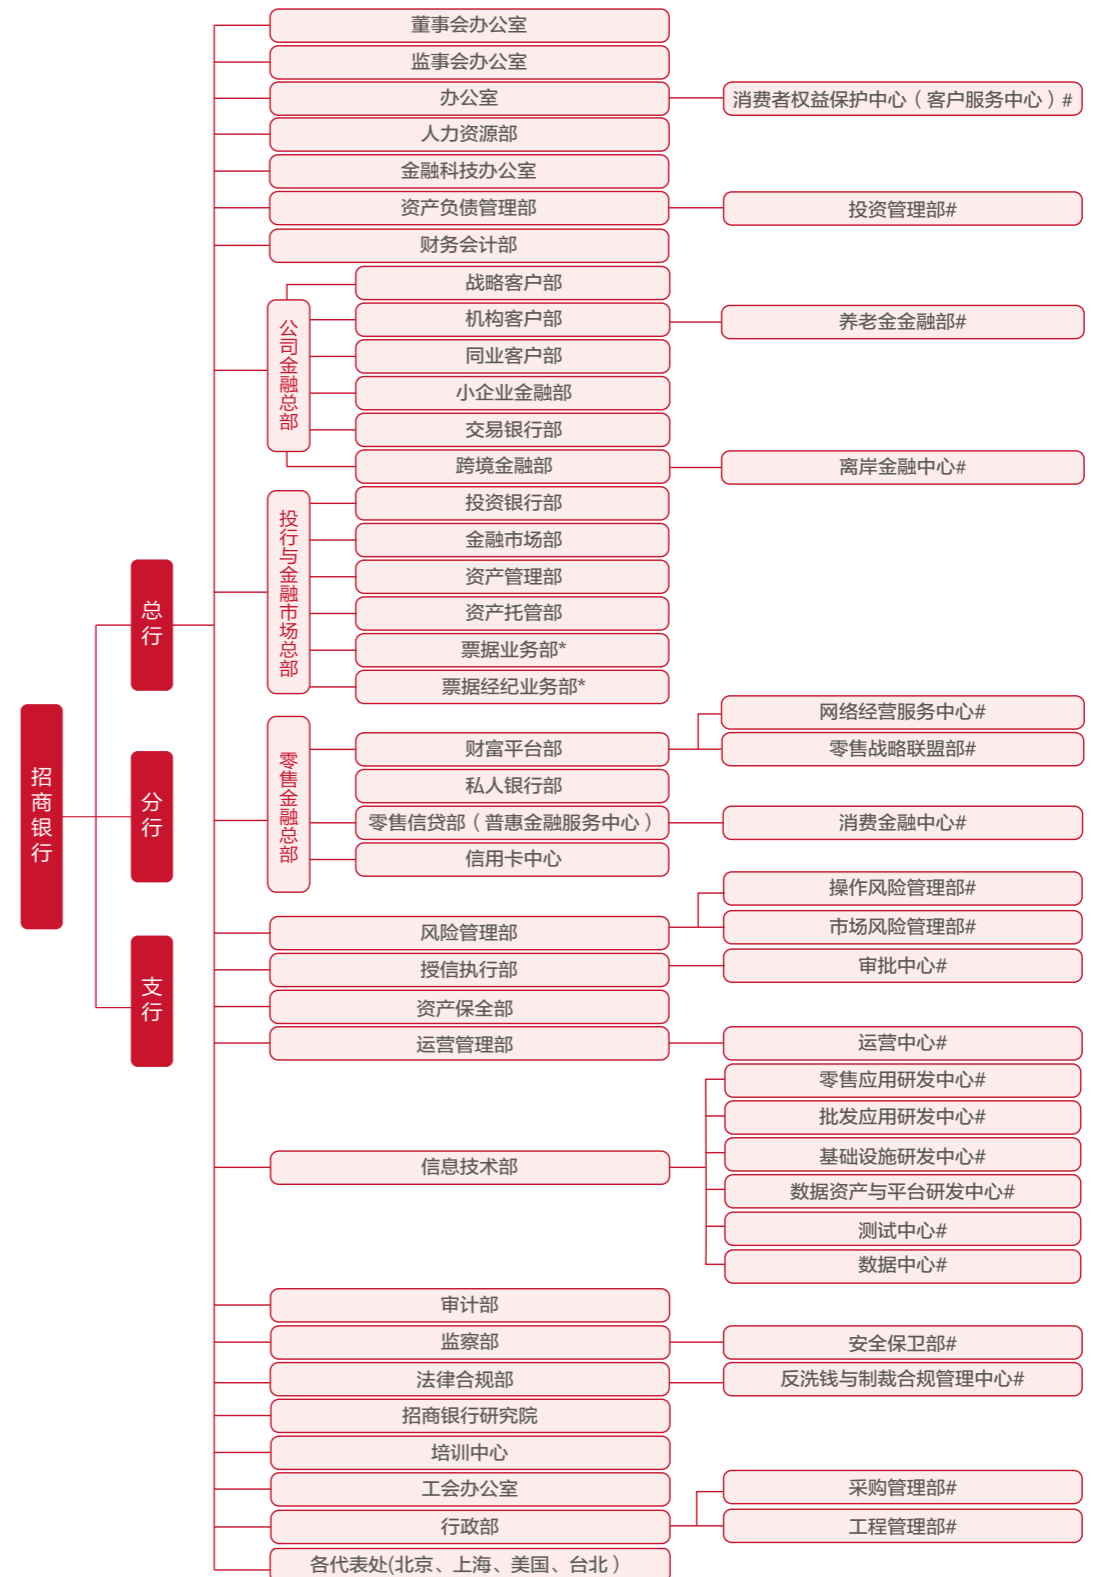 董事会办公室
监事会办公室
办公室
消费者权益保护中心（客户服务中心）#
人力资源部
金融科技办公室
资产负债管理部
投资管理部#
财务会计部
公司金融总部
战略客户部
机构客户部
养老金金融部#
同业客户部
小企业金融部
交易银行部
跨境金融部
离岸金融中心#
投行与金融市场总部
投资银行部
金融市场部
资产管理部
资产托管部
票据业务部*
票据经纪业务部*
总行
招商银行
分行
支行
零售金融总部
财富平台部
网络经营服务中心#
零售战略联盟部#
私人银行部
零售信贷部（普惠金融服务中心）
消费金融中心#
信用卡中心
风险管理部
操作风险管理部#
市场风险管理部#
授信执行部
审批中心#
资产保全部
运营管理部
运营中心#
信息技术部
零售应用研发中心#
批发应用研发中心#
基础设施研发中心#
数据资产与平台研发中心#
测试中心#
数据中心#
审计部
监察部
安全保卫部#
法律合规部
反洗钱与制裁合规管理中心#
招商银行研究院
培训中心
工会办公室
行政部
采购管理部#
工程管理部#
各代表处(北京、上海、美国、台北）